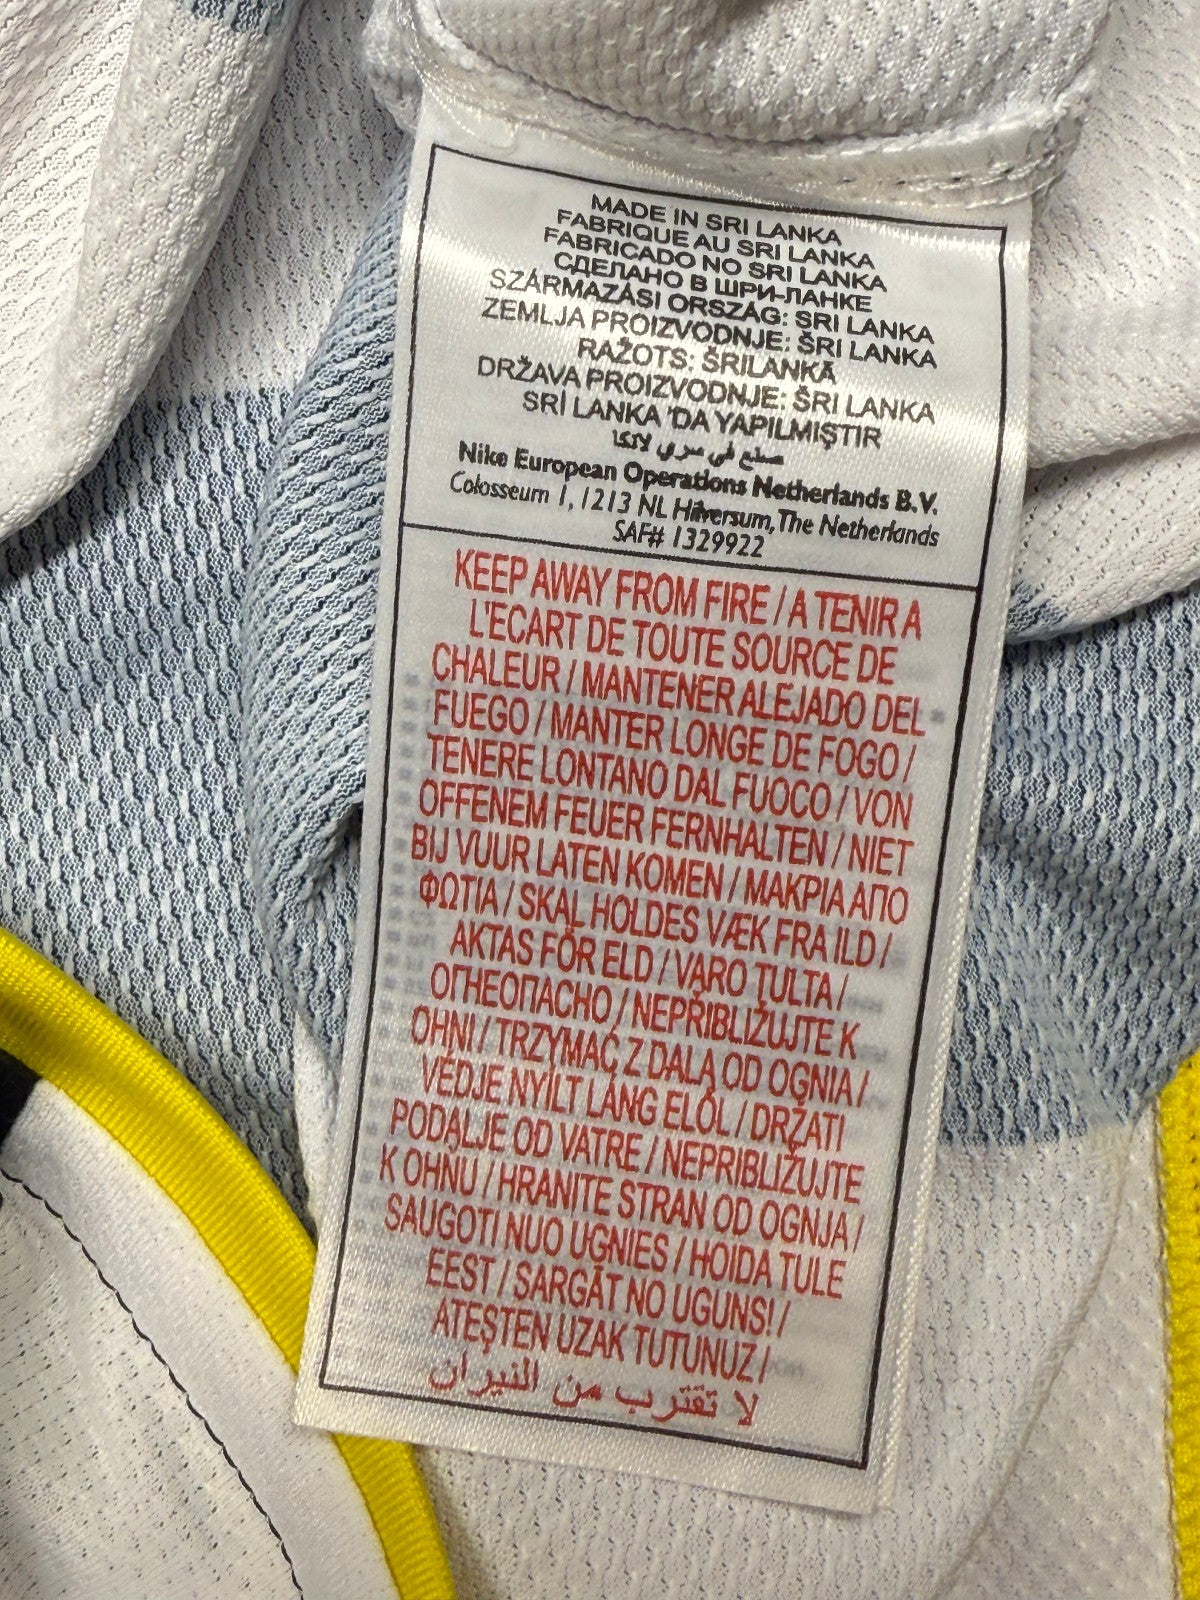 MADE IN SRI LANKA
FABRIQUE AU SRI LANKA
FABRICADO NO SRI LANKA
СДЕЛАНО В ШРИ-ЛАНКЕ
SZÁRMAZÁSI ORSZÁG: SRI LANKA
ZEMLJA PROIZVODNJE: ŠRI LANKA
RAŽOTS: ŠRILANKĀ
DRŽAVA PROIZVODNJE: ŠRI LANKA
SRİ LANKA 'DA YAPILMIŞTIR
صنع في سري لانكا
Nike European Operations Netherlands B.V.
Colosseum 1, 1213 NL Hilversum, The Netherlands
SAF# 1329922
KEEP AWAY FROM FIRE / A TENIR A
L'ECART DE TOUTE SOURCE DE
CHALEUR / MANTENER ALEJADO DEL
FUEGO / MANTER LONGE DE FOGO /
TENERE LONTANO DAL FUOCO / VON
OFFENEM FEUER FERNHALTEN / NIET
BIJ VUUR LATEN KOMEN / ΜΑΚΡΙΑ ΑΠΟ
ΦΩΤΙΑ / SKAL HOLDES VÆK FRA ILD /
AKTAS FÖR ELD / VARO TULTA /
ОГНЕОПАСНО / NEPŘIBLIŽUJTE K
OHNI / TRZYMAĆ Z DALA OD OGNIA /
VÉDJE NYÍLT LÁNG ELŐL / DRŽATI
PODALJE OD VATRE / NEPRIBLIŽUJTE
K OHŇU / HRANITE STRAN OD OGNJA /
SAUGOTI NUO UGNIES / HOIDA TULE
EEST / SARGĀT NO UGUNS! /
ATEŞTEN UZAK TUTUNUZ /
لا تقترب من النيران